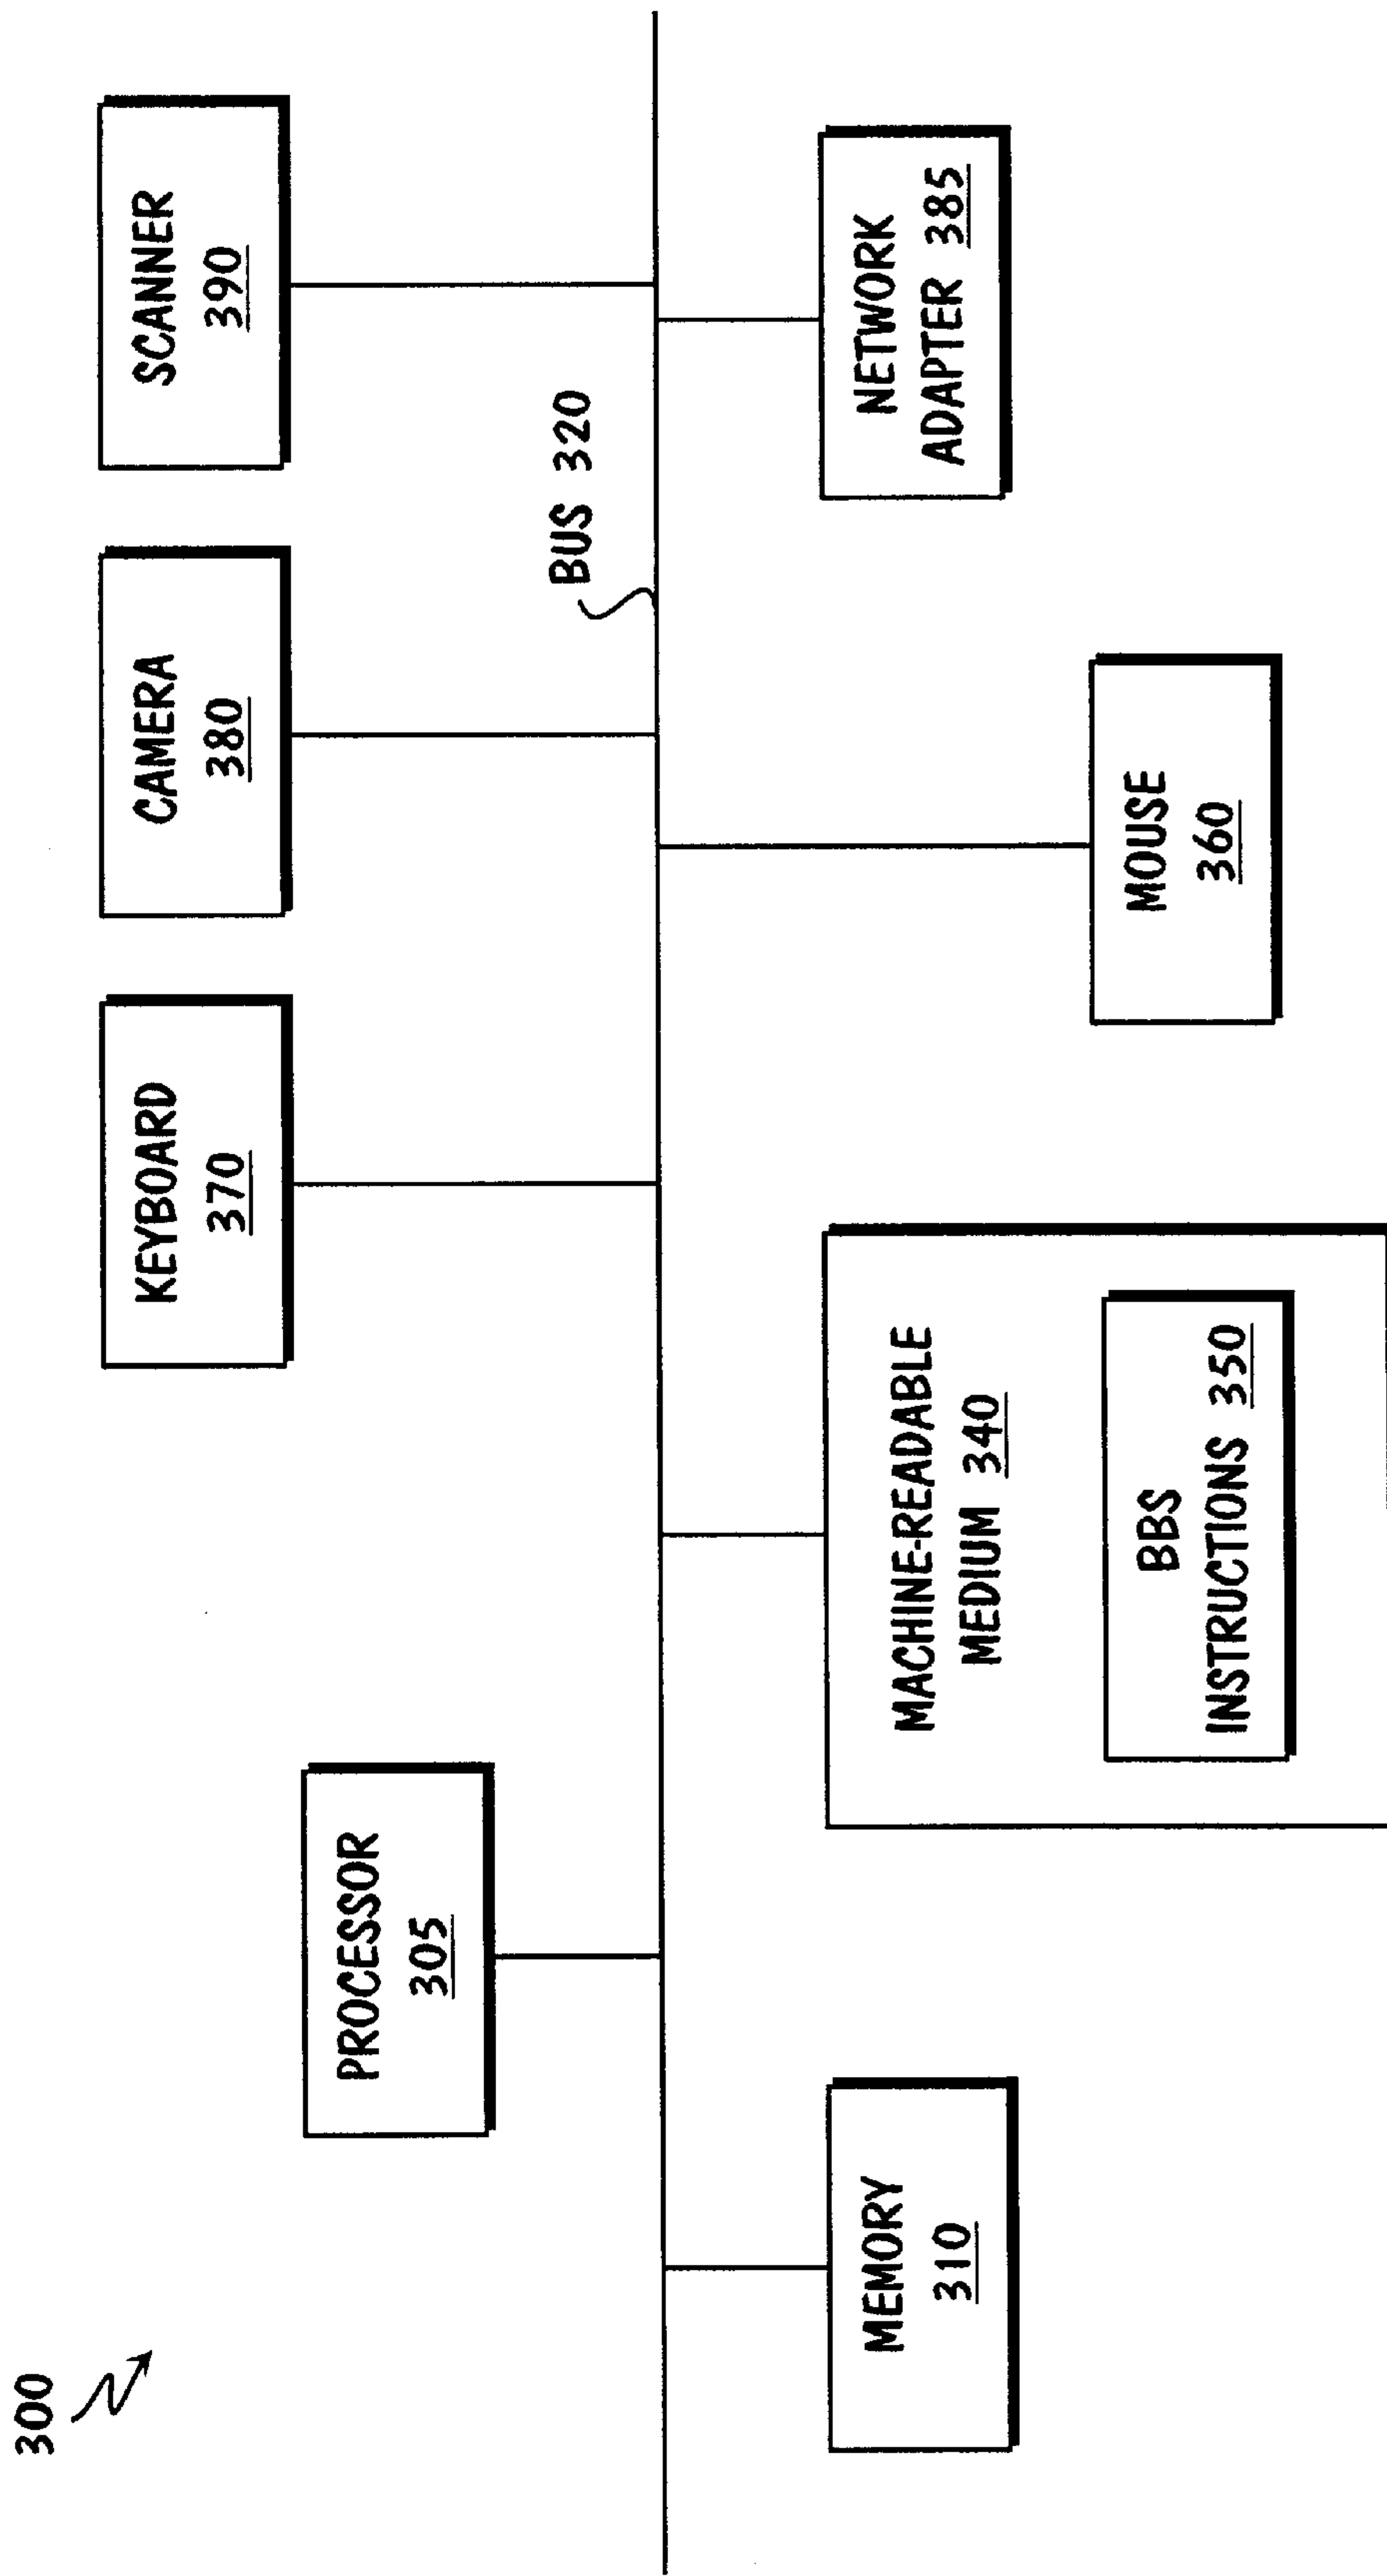 300
PROCESSOR
305
KEYBOARD
370
CAMERA
380
SCANNER
390
BUS 320
MEMORY
310
MACHINE-READABLE
MEDIUM 340
BBS
INSTRUCTIONS 350
MOUSE
360
NETWORK
ADAPTER 385